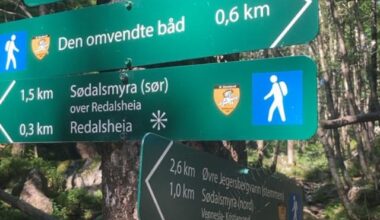 Den omvendte båd 0,6 km
1,5 km Sødalsmyra (sør)
over Redalsheia
0,3 km Redalsheia
2,6 km Øvre Jegersbergvann (demmen)
1,0 km Sødalsmyra (nord)